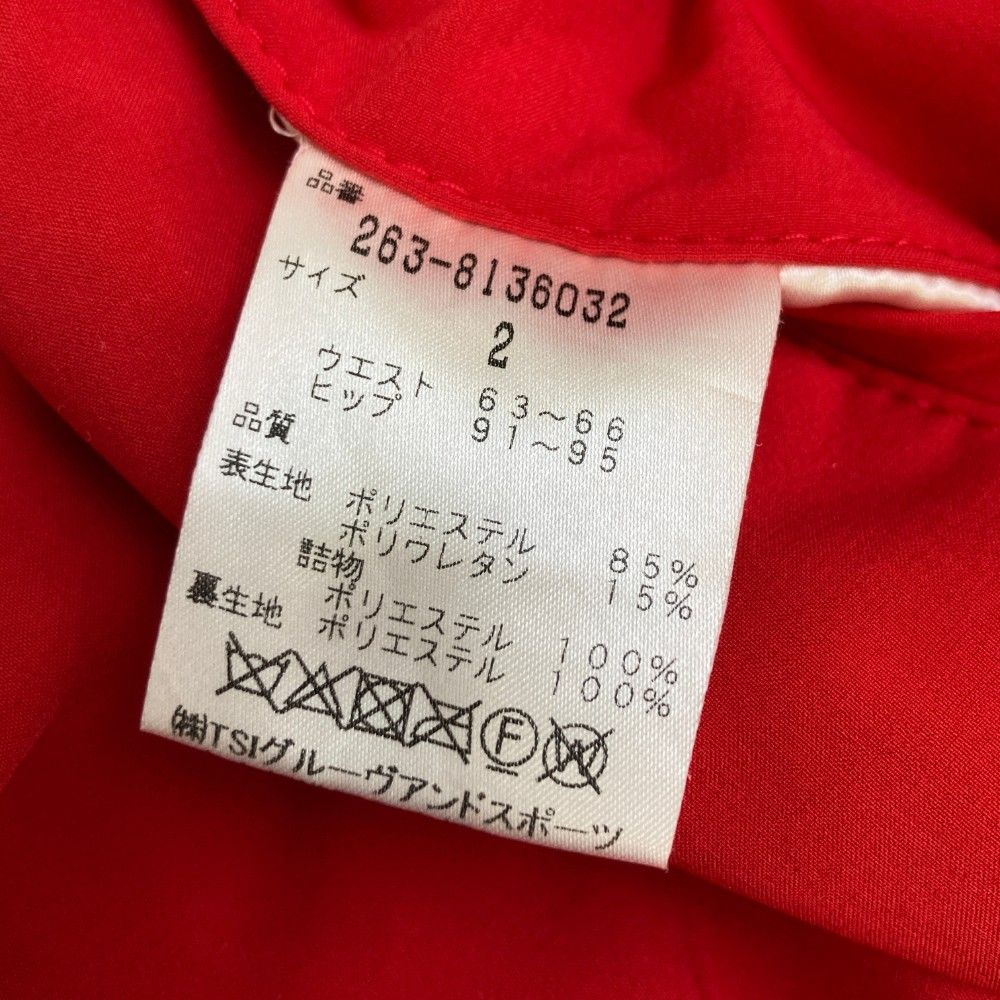 品番
263-8136032
サイズ
2
ウエスト 63～66
ヒップ 91～95
品質
表生地 ポリエステル 85%
ポリウレタン 15%
詰物
ポリエステル 100%
裏生地 ポリエステル 100%
F W
㈱TSIグルーヴアンドスポーツ